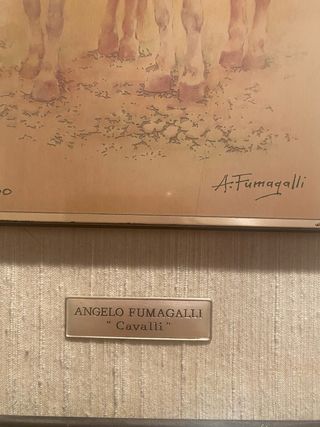 A. Fumagalli
ANGELO FUMAGALLI
" Cavalli "